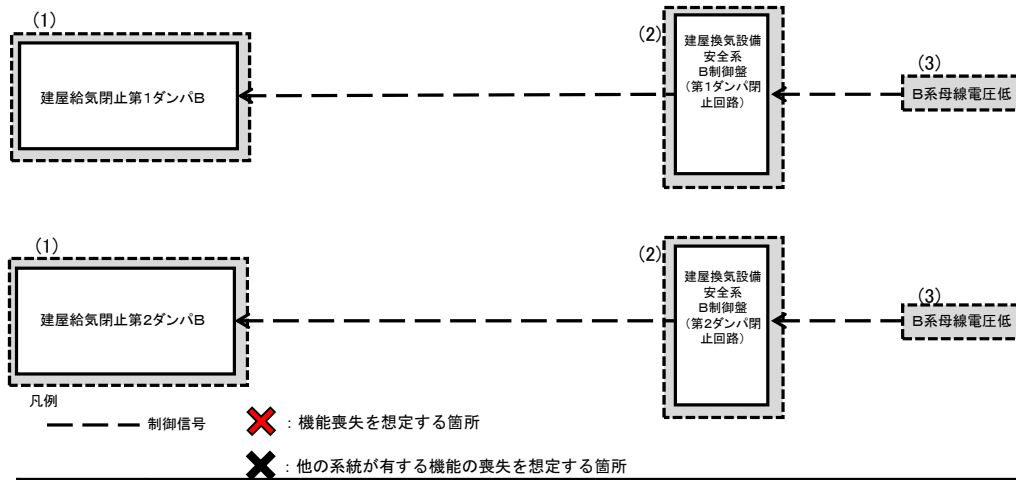 (1)
建屋給気閉止第1ダンパB
(2)
建屋換気設備
安全系
B制御盤
(第1ダンパ閉
止回路)
(3)
B系母線電圧低
(1)
建屋給気閉止第2ダンパB
(2)
建屋換気設備
安全系
B制御盤
(第2ダンパ閉
止回路)
(3)
B系母線電圧低
凡例
制御信号
：機能喪失を想定する箇所
：他の系統が有する機能の喪失を想定する箇所